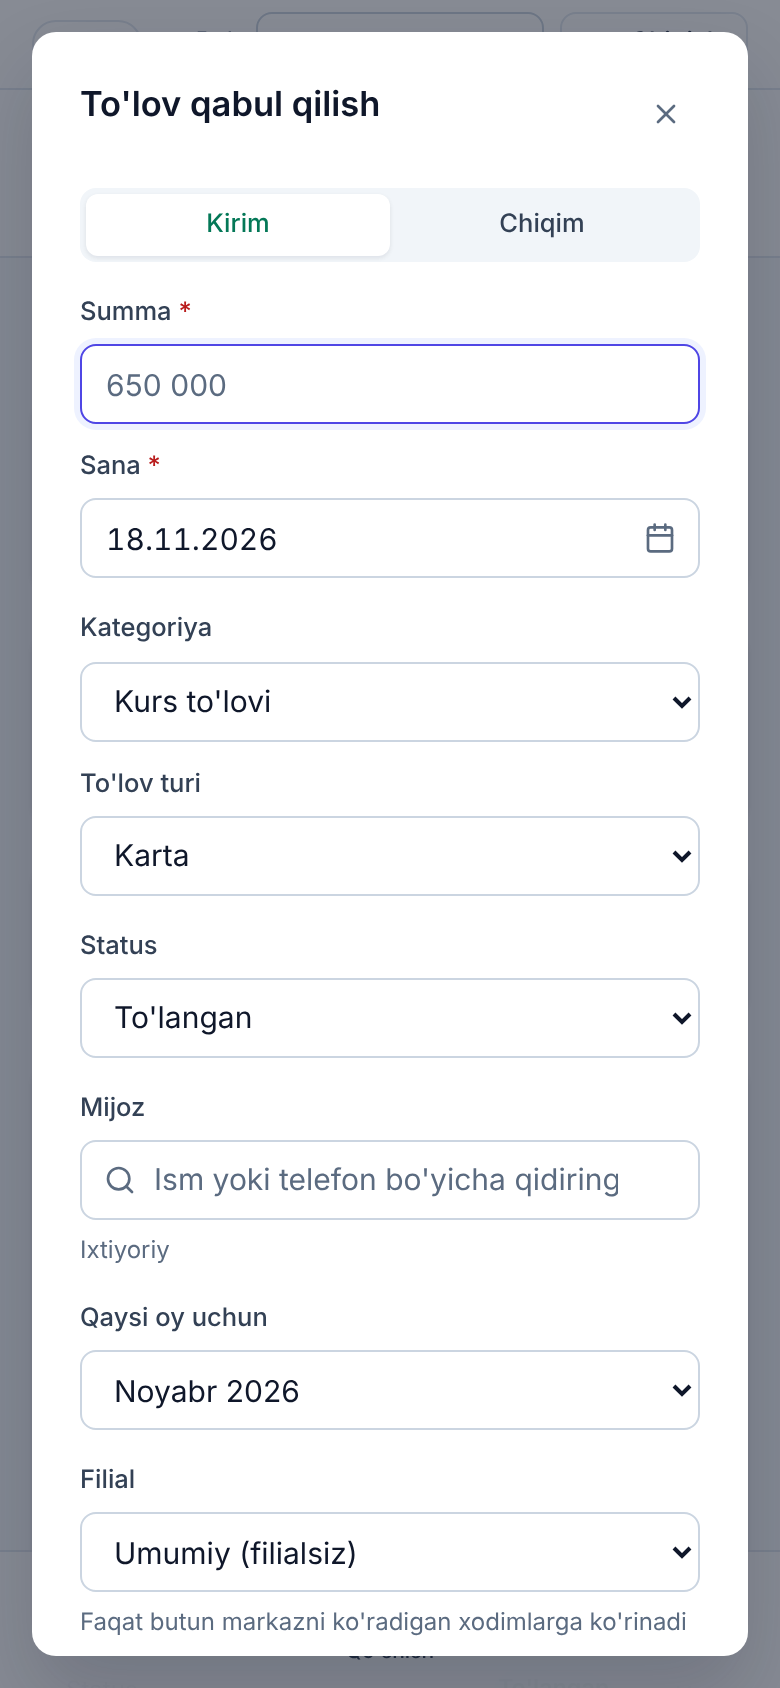 To'lov qabul qilish
Kirim
Chiqim
Summa *
650 000
Sana *
18.11.2026
Kategoriya
Kurs to'lovi
To'lov turi
Karta
Status
To'langan
Mijoz
Ism yoki telefon bo'yicha qidiring
Ixtiyoriy
Qaysi oy uchun
Noyabr 2026
Filial
Umumiy (filialsiz)
Faqat butun markazni ko'radigan xodimlarga ko'rinadi